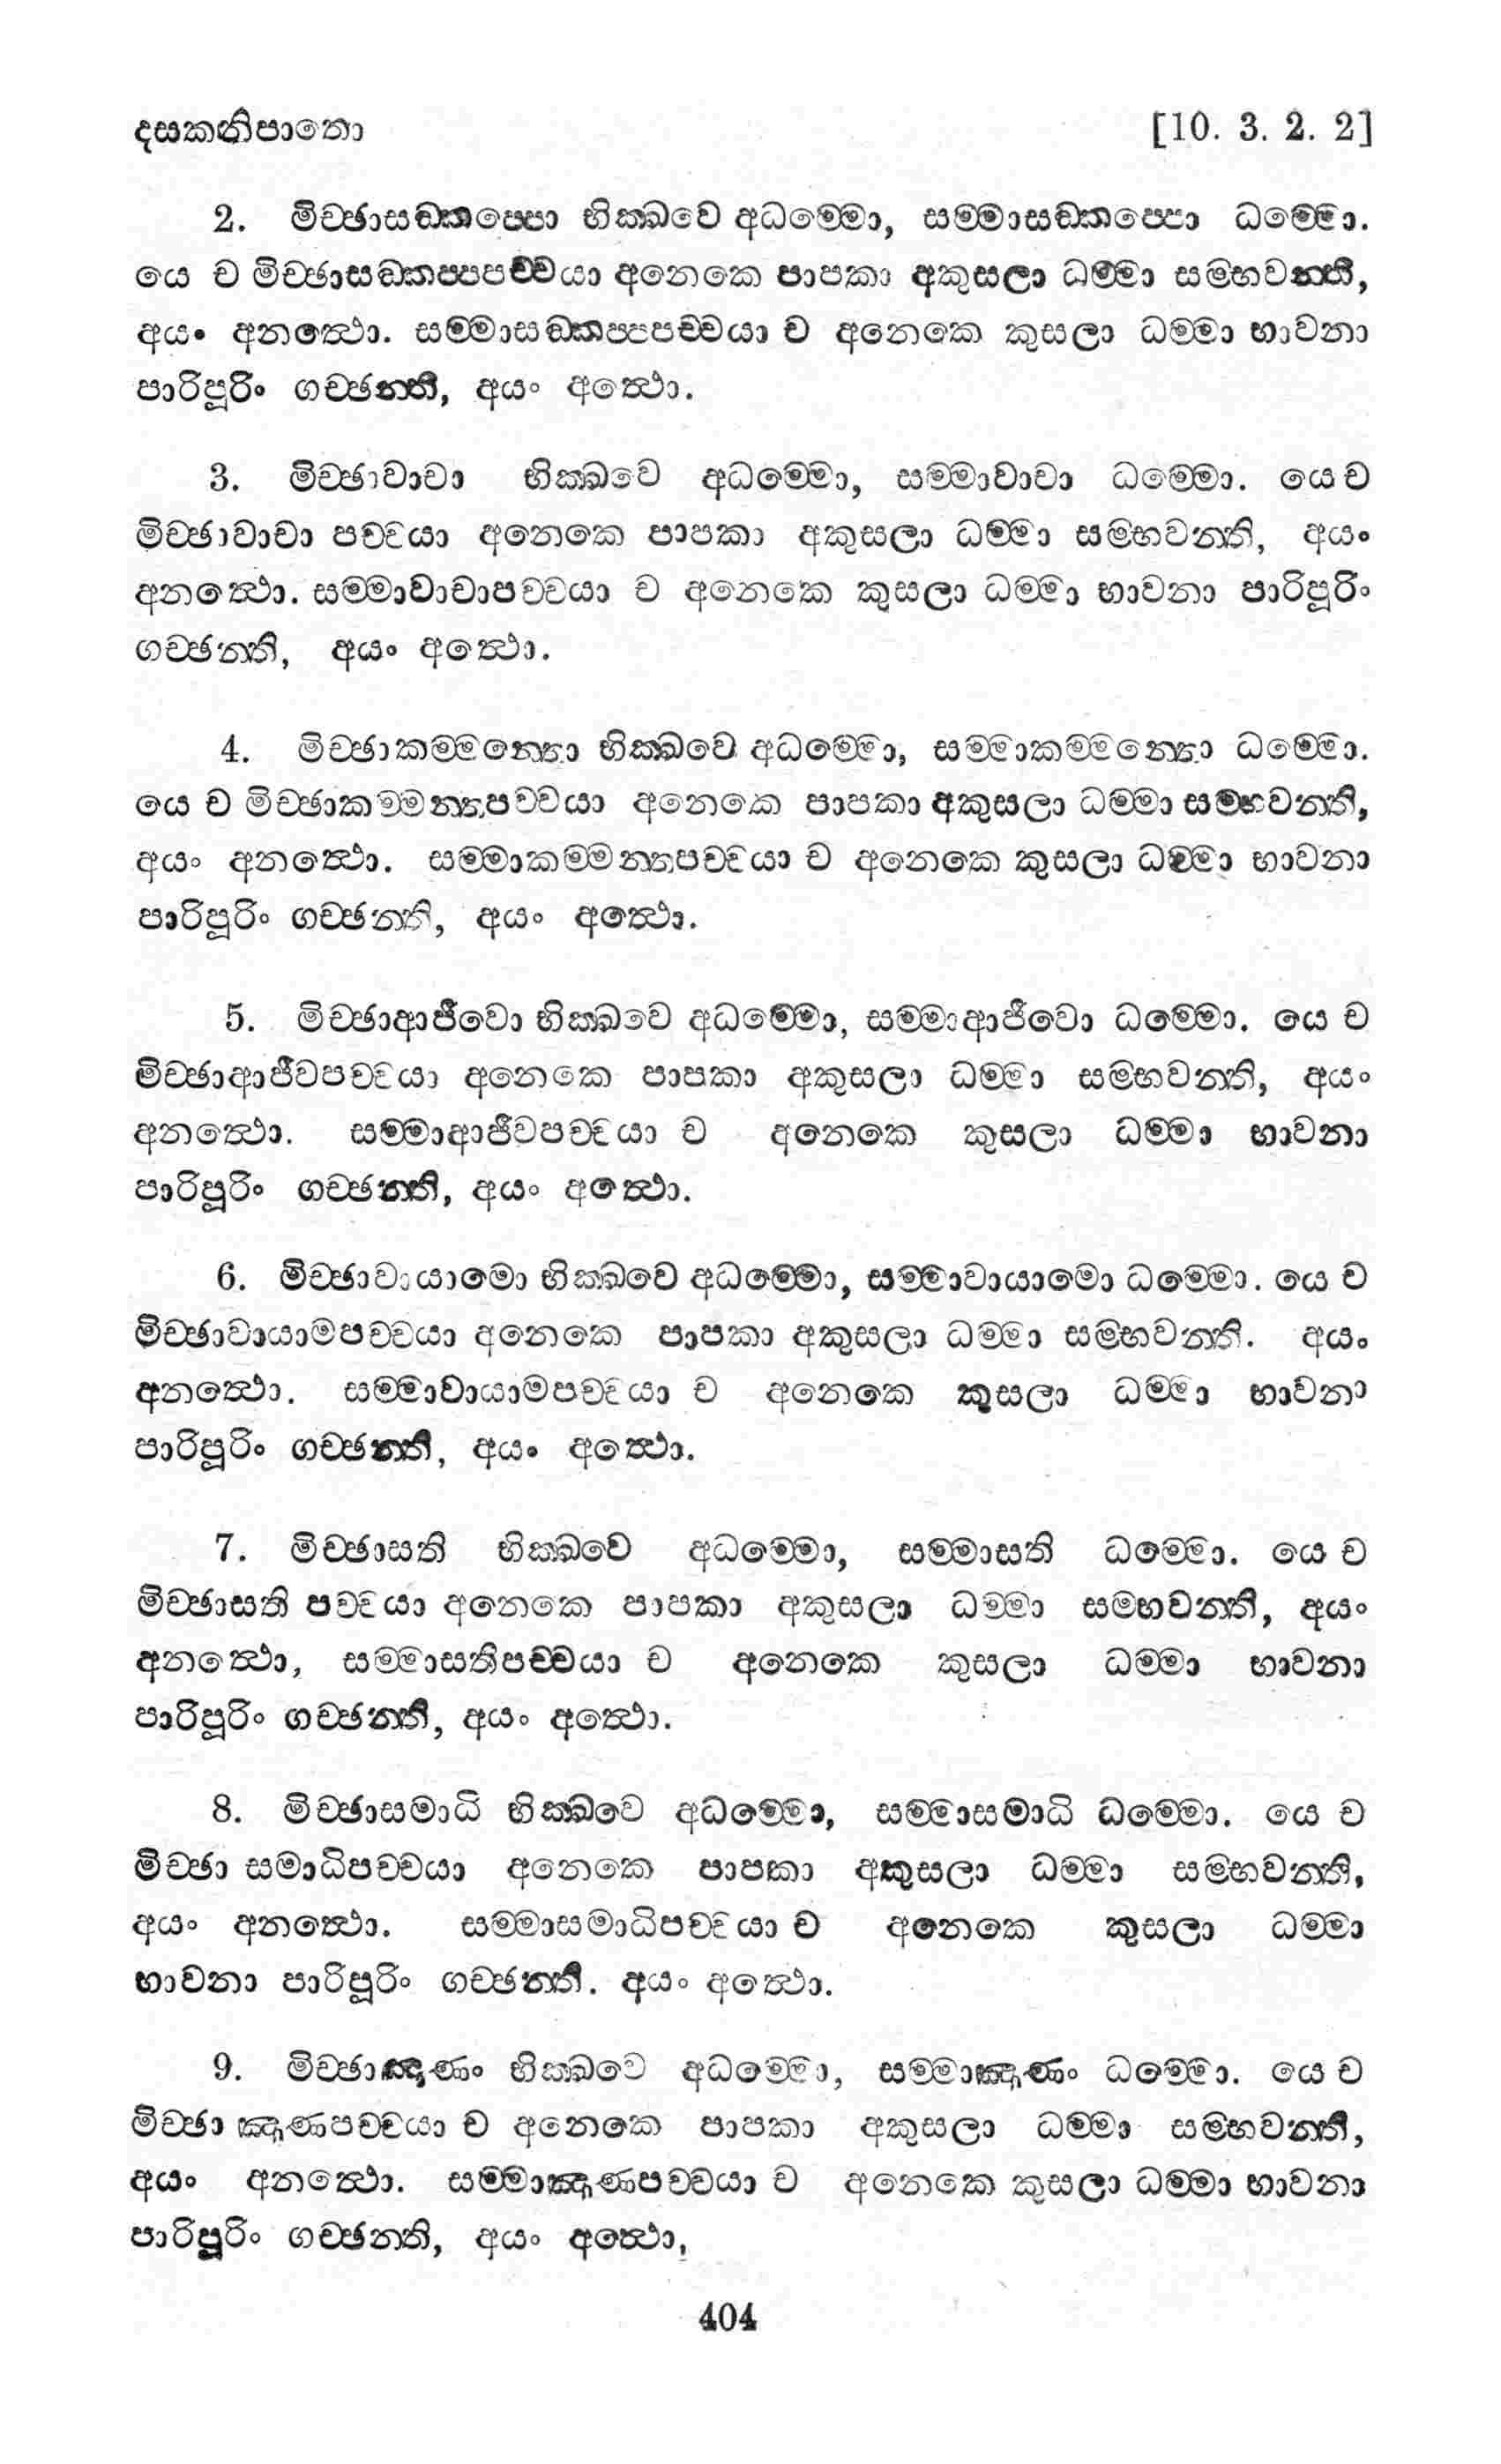 දසකනිපාතො [10. 3. 2. 2]
2. මිච්ඡාසඞ්කප්පො භික්ඛවෙ අධම්මො, සම්මාසඞ්කප්පො ධම්මො.
යෙ ච මිච්ඡාසඞ්කප්පපච්චයා අනෙකෙ පාපකා අකුසලා ධම්මා සම්භවන්ති,
අයං අනත්ථො. සම්මාසඞ්කප්පපච්චයා ච අනෙකෙ කුසලා ධම්මා භාවනා
පාරිපූරිං ගච්ඡන්ති, අයං අත්ථො.
3. මිච්ඡාවාචා භික්ඛවෙ අධම්මො, සම්මාවාචා ධම්මො. යෙ ච
මිච්ඡාවාචා පච්චයා අනෙකෙ පාපකා අකුසලා ධම්මා සම්භවන්ති, අයං
අනත්ථො. සම්මාවාචාපච්චයා ච අනෙකෙ කුසලා ධම්මා භාවනා පාරිපූරිං
ගච්ඡන්ති, අයං අත්ථො.
4. මිච්ඡාකම්මන්තො භික්ඛවෙ අධම්මො, සම්මාකම්මන්තො ධම්මො.
යෙ ච මිච්ඡාකම්මන්තපච්චයා අනෙකෙ පාපකා අකුසලා ධම්මා සම්භවන්ති,
අයං අනත්ථො. සම්මාකම්මන්තපච්චයා ච අනෙකෙ කුසලා ධම්මා භාවනා
පාරිපූරිං ගච්ඡන්ති, අයං අත්ථො.
5. මිච්ඡාආජීවො භික්ඛවෙ අධම්මො, සම්මාආජීවො ධම්මො. යෙ ච
මිච්ඡාආජීවපච්චයා අනෙකෙ පාපකා අකුසලා ධම්මා සම්භවන්ති, අයං
අනත්ථො. සම්මාආජීවපච්චයා ච අනෙකෙ කුසලා ධම්මා භාවනා
පාරිපූරිං ගච්ඡන්ති, අයං අත්ථො.
6. මිච්ඡාවායාමො භික්ඛවෙ අධම්මො, සම්මාවායාමො ධම්මො. යෙ ච
මිච්ඡාවායාමපච්චයා අනෙකෙ පාපකා අකුසලා ධම්මා සම්භවන්ති. අයං
අනත්ථො. සම්මාවායාමපච්චයා ච අනෙකෙ කුසලා ධම්මා භාවනා
පාරිපූරිං ගච්ඡන්ති, අයං අත්ථො.
7. මිච්ඡාසති භික්ඛවෙ අධම්මො, සම්මාසති ධම්මො. යෙ ච
මිච්ඡාසති පච්චයා අනෙකෙ පාපකා අකුසලා ධම්මා සම්භවන්ති, අයං
අනත්ථො, සම්මාසතිපච්චයා ච අනෙකෙ කුසලා ධම්මා භාවනා
පාරිපූරිං ගච්ඡන්ති, අයං අත්ථො.
8. මිච්ඡාසමාධි භික්ඛවෙ අධම්මො, සම්මාසමාධි ධම්මො. යෙ ච
මිච්ඡා සමාධිපච්චයා අනෙකෙ පාපකා අකුසලා ධම්මා සම්භවන්ති,
අයං අනත්ථො. සම්මාසමාධිපච්චයා ච අනෙකෙ කුසලා ධම්මා
භාවනා පාරිපූරිං ගච්ඡන්ති. අයං අත්ථො.
9. මිච්ඡාඤාණං භික්ඛවෙ අධම්මො, සම්මාඤාණං ධම්මො. යෙ ච
මිච්ඡා ඤාණපච්චයා ච අනෙකෙ පාපකා අකුසලා ධම්මා සම්භවන්ති,
අයං අනත්ථො. සම්මාඤාණපච්චයා ච අනෙකෙ කුසලා ධම්මා භාවනා
පාරිපූරිං ගච්ඡන්ති, අයං අත්ථො,
404